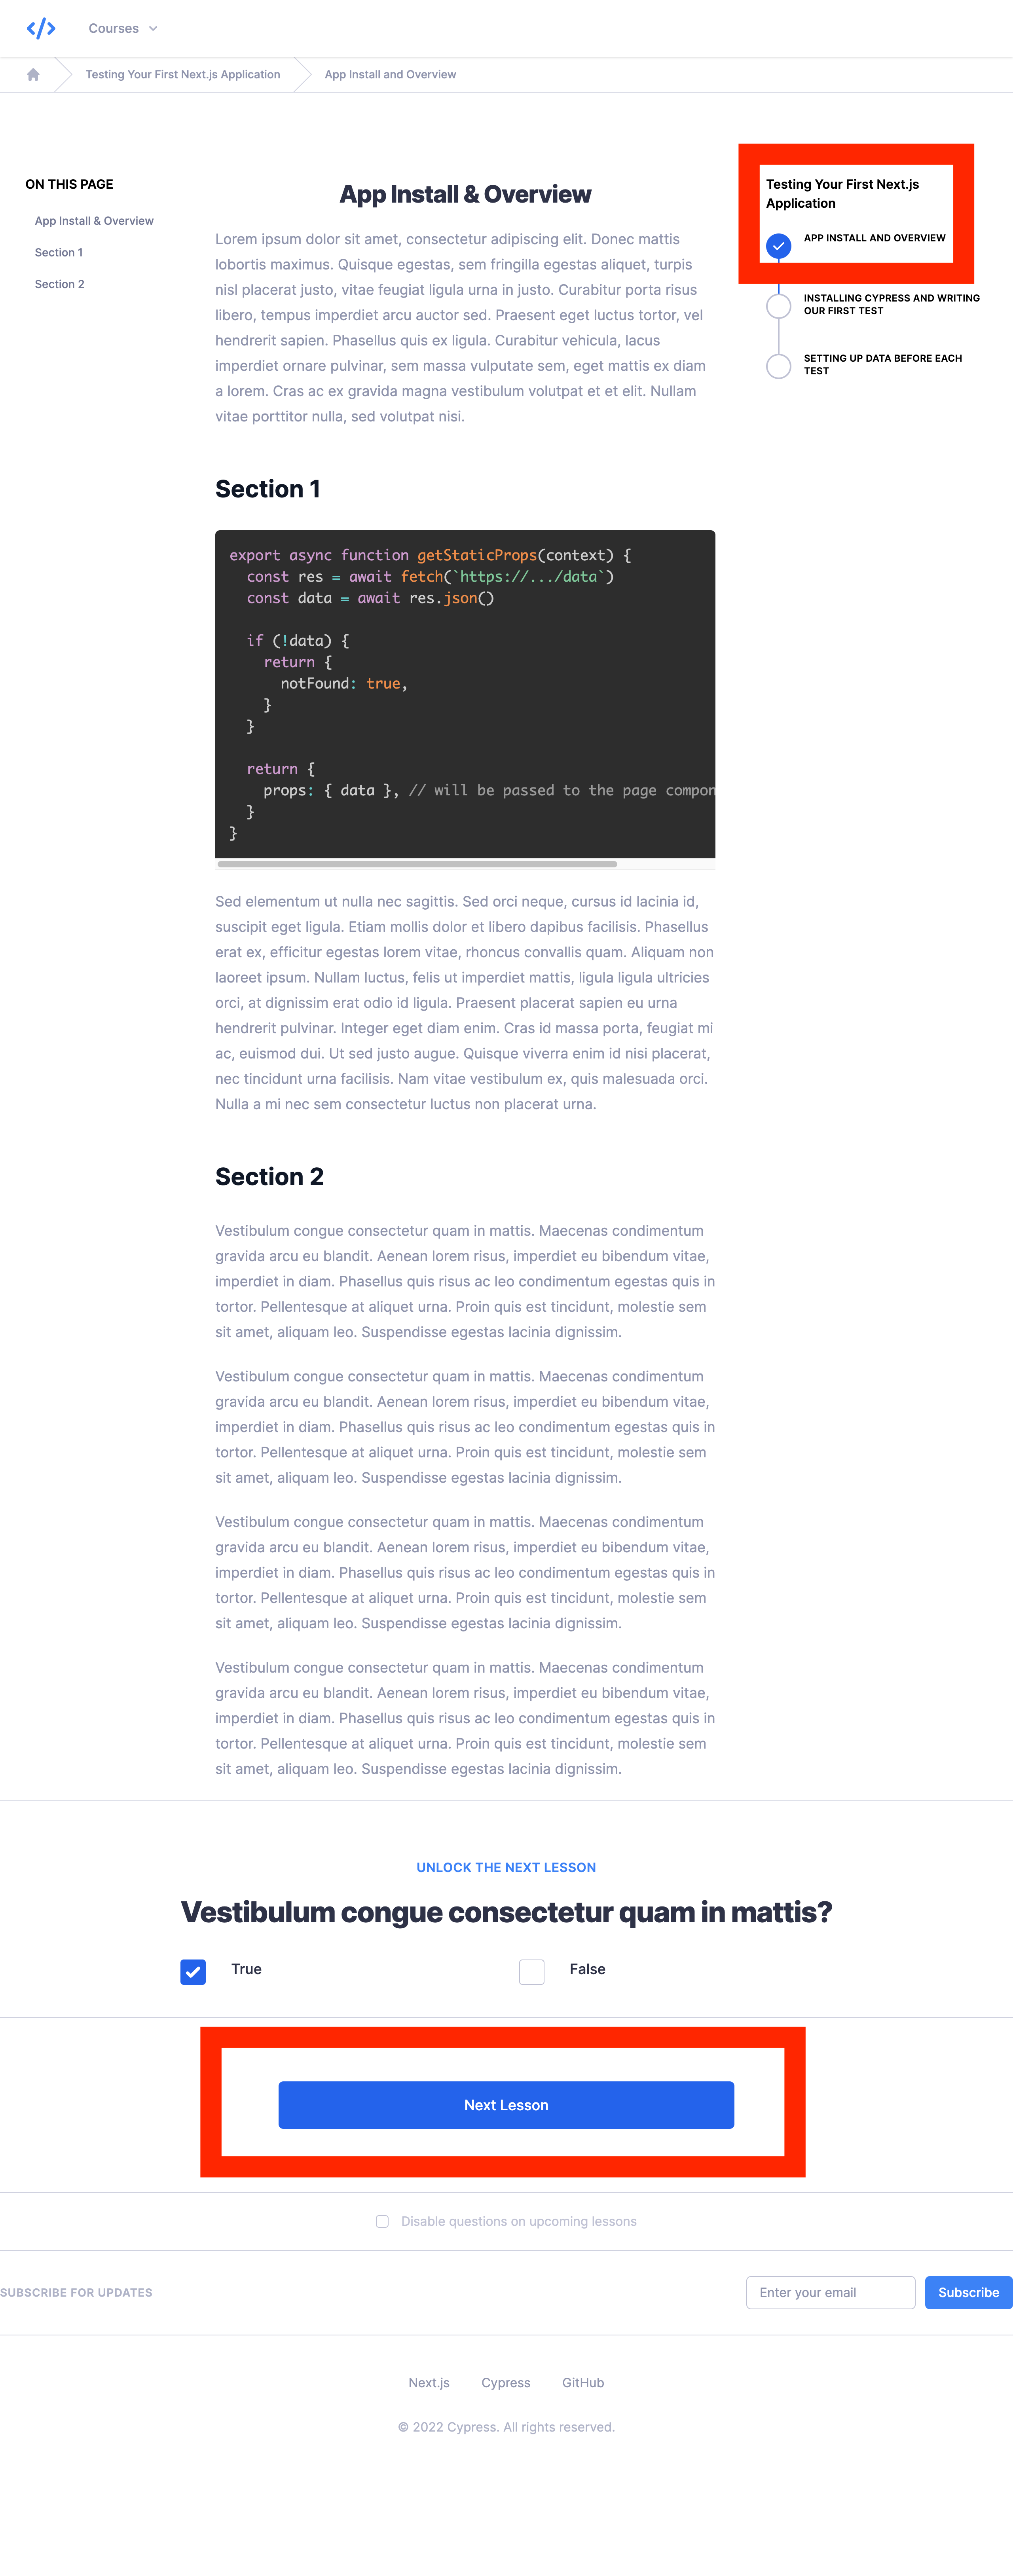 </> Courses
Testing Your First Next.js Application App Install and Overview
ON THIS PAGE
App Install & Overview
Section 1
Section 2
App Install & Overview
Lorem ipsum dolor sit amet, consectetur adipiscing elit. Donec mattis
lobortis maximus. Quisque egestas, sem fringilla egestas aliquet, turpis
nisl placerat justo, vitae feugiat ligula urna in justo. Curabitur porta risus
libero, tempus imperdiet arcu auctor sed. Praesent eget luctus tortor, vel
hendrerit sapien. Phasellus quis ex ligula. Curabitur vehicula, lacus
imperdiet ornare pulvinar, sem massa vulputate sem, eget mattis ex diam
a lorem. Cras ac ex gravida magna vestibulum volutpat et et elit. Nullam
vitae porttitor nulla, sed volutpat nisi.
Testing Your First Next.js
Application
APP INSTALL AND OVERVIEW
INSTALLING CYPRESS AND WRITING
OUR FIRST TEST
SETTING UP DATA BEFORE EACH
TEST
Section 1
export async function getStaticProps(context) {
  const res = await fetch(`https://.../data`)
  const data = await res.json()
  if (!data) {
    return {
      notFound: true,
    }
  }
  return {
    props: { data }, // will be passed to the page compon
  }
}
Sed elementum ut nulla nec sagittis. Sed orci neque, cursus id lacinia id,
suscipit eget ligula. Etiam mollis dolor et libero dapibus facilisis. Phasellus
erat ex, efficitur egestas lorem vitae, rhoncus convallis quam. Aliquam non
laoreet ipsum. Nullam luctus, felis ut imperdiet mattis, ligula ligula ultricies
orci, at dignissim erat odio id ligula. Praesent placerat sapien eu urna
hendrerit pulvinar. Integer eget diam enim. Cras id massa porta, feugiat mi
ac, euismod dui. Ut sed justo augue. Quisque viverra enim id nisi placerat,
nec tincidunt urna facilisis. Nam vitae vestibulum ex, quis malesuada orci.
Nulla a mi nec sem consectetur luctus non placerat urna.
Section 2
Vestibulum congue consectetur quam in mattis. Maecenas condimentum
gravida arcu eu blandit. Aenean lorem risus, imperdiet eu bibendum vitae,
imperdiet in diam. Phasellus quis risus ac leo condimentum egestas quis in
tortor. Pellentesque at aliquet urna. Proin quis est tincidunt, molestie sem
sit amet, aliquam leo. Suspendisse egestas lacinia dignissim.
Vestibulum congue consectetur quam in mattis. Maecenas condimentum
gravida arcu eu blandit. Aenean lorem risus, imperdiet eu bibendum vitae,
imperdiet in diam. Phasellus quis risus ac leo condimentum egestas quis in
tortor. Pellentesque at aliquet urna. Proin quis est tincidunt, molestie sem
sit amet, aliquam leo. Suspendisse egestas lacinia dignissim.
Vestibulum congue consectetur quam in mattis. Maecenas condimentum
gravida arcu eu blandit. Aenean lorem risus, imperdiet eu bibendum vitae,
imperdiet in diam. Phasellus quis risus ac leo condimentum egestas quis in
tortor. Pellentesque at aliquet urna. Proin quis est tincidunt, molestie sem
sit amet, aliquam leo. Suspendisse egestas lacinia dignissim.
Vestibulum congue consectetur quam in mattis. Maecenas condimentum
gravida arcu eu blandit. Aenean lorem risus, imperdiet eu bibendum vitae,
imperdiet in diam. Phasellus quis risus ac leo condimentum egestas quis in
tortor. Pellentesque at aliquet urna. Proin quis est tincidunt, molestie sem
sit amet, aliquam leo. Suspendisse egestas lacinia dignissim.
UNLOCK THE NEXT LESSON
Vestibulum congue consectetur quam in mattis?
True False
Next Lesson
Disable questions on upcoming lessons
SUBSCRIBE FOR UPDATES Enter your email Subscribe
Next.js Cypress GitHub
© 2022 Cypress. All rights reserved.